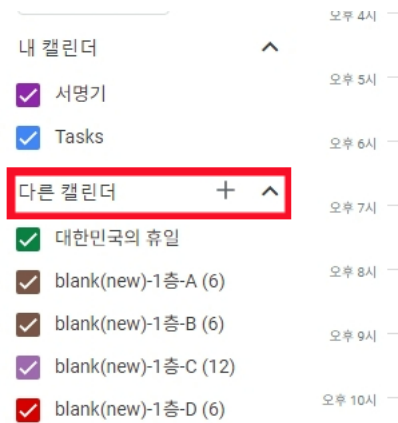 오후 4시
내 캘린더
오후 5시
서명기
Tasks
오후 6시
다른 캘린더
오후 7시
대한민국의 휴일
blank(new)-1층-A (6)
오후 8시
blank(new)-1층-B (6)
오후 9시
blank(new)-1층-C (12)
오후 10시
blank(new)-1층-D (6)